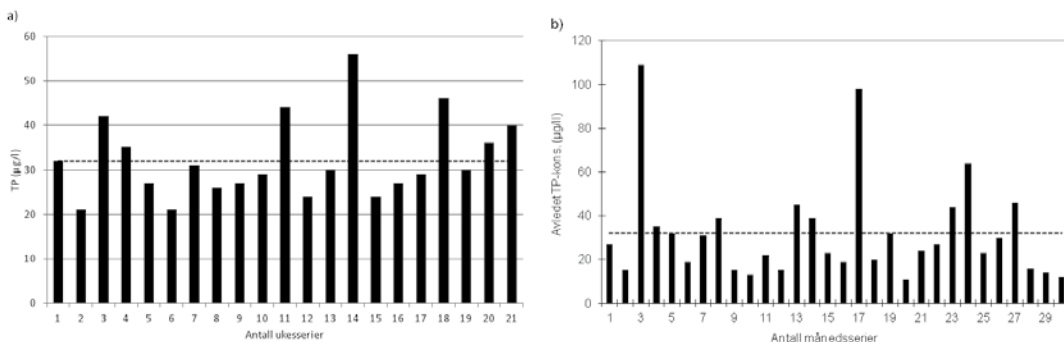 a)
60
50
40
30
20
10
0
TP (µg/l)
1 2 3 4 5 6 7 8 9 10 11 12 13 14 15 16 17 18 19 20 21
Antall ukesserier
b)
120
100
80
60
40
20
0
Avledet TP-kons. (µg/l)
1 3 5 7 9 11 13 15 17 19 21 23 25 27 29
Antall månedsserier